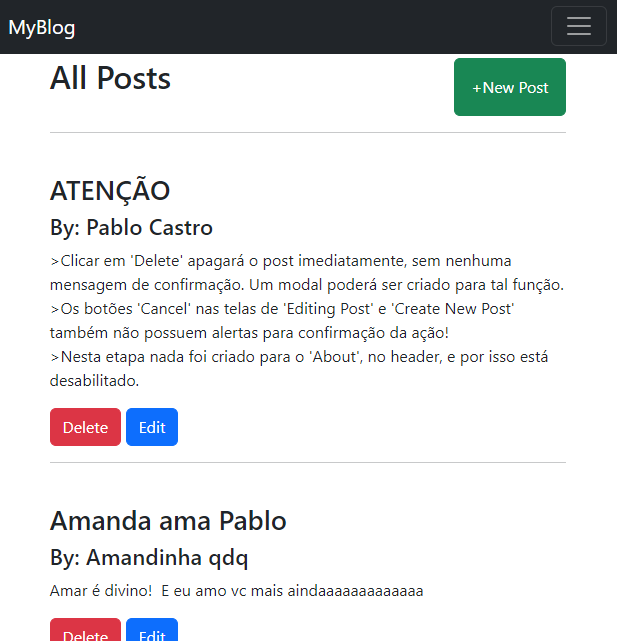 MyBlog
All Posts
+New Post
ATENÇÃO
By: Pablo Castro
>Clicar em 'Delete' apagará o post imediatamente, sem nenhuma
mensagem de confirmação. Um modal poderá ser criado para tal função.
>Os botões 'Cancel' nas telas de 'Editing Post' e 'Create New Post'
também não possuem alertas para confirmação da ação!
>Nesta etapa nada foi criado para o 'About', no header, e por isso está
desabilitado.
Delete Edit
Amanda ama Pablo
By: Amandinha qdq
Amar é divino!  E eu amo vc mais aindaaaaaaaaaaaaa
Delete Edit